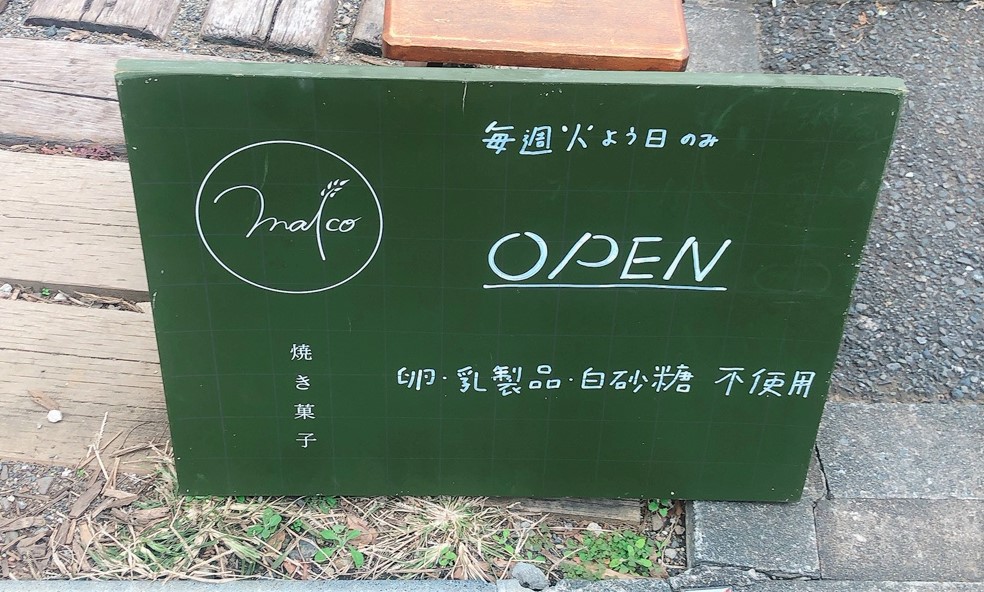 malco
焼き菓子
毎週火よう日のみ
OPEN
卵・乳製品・白砂糖 不使用